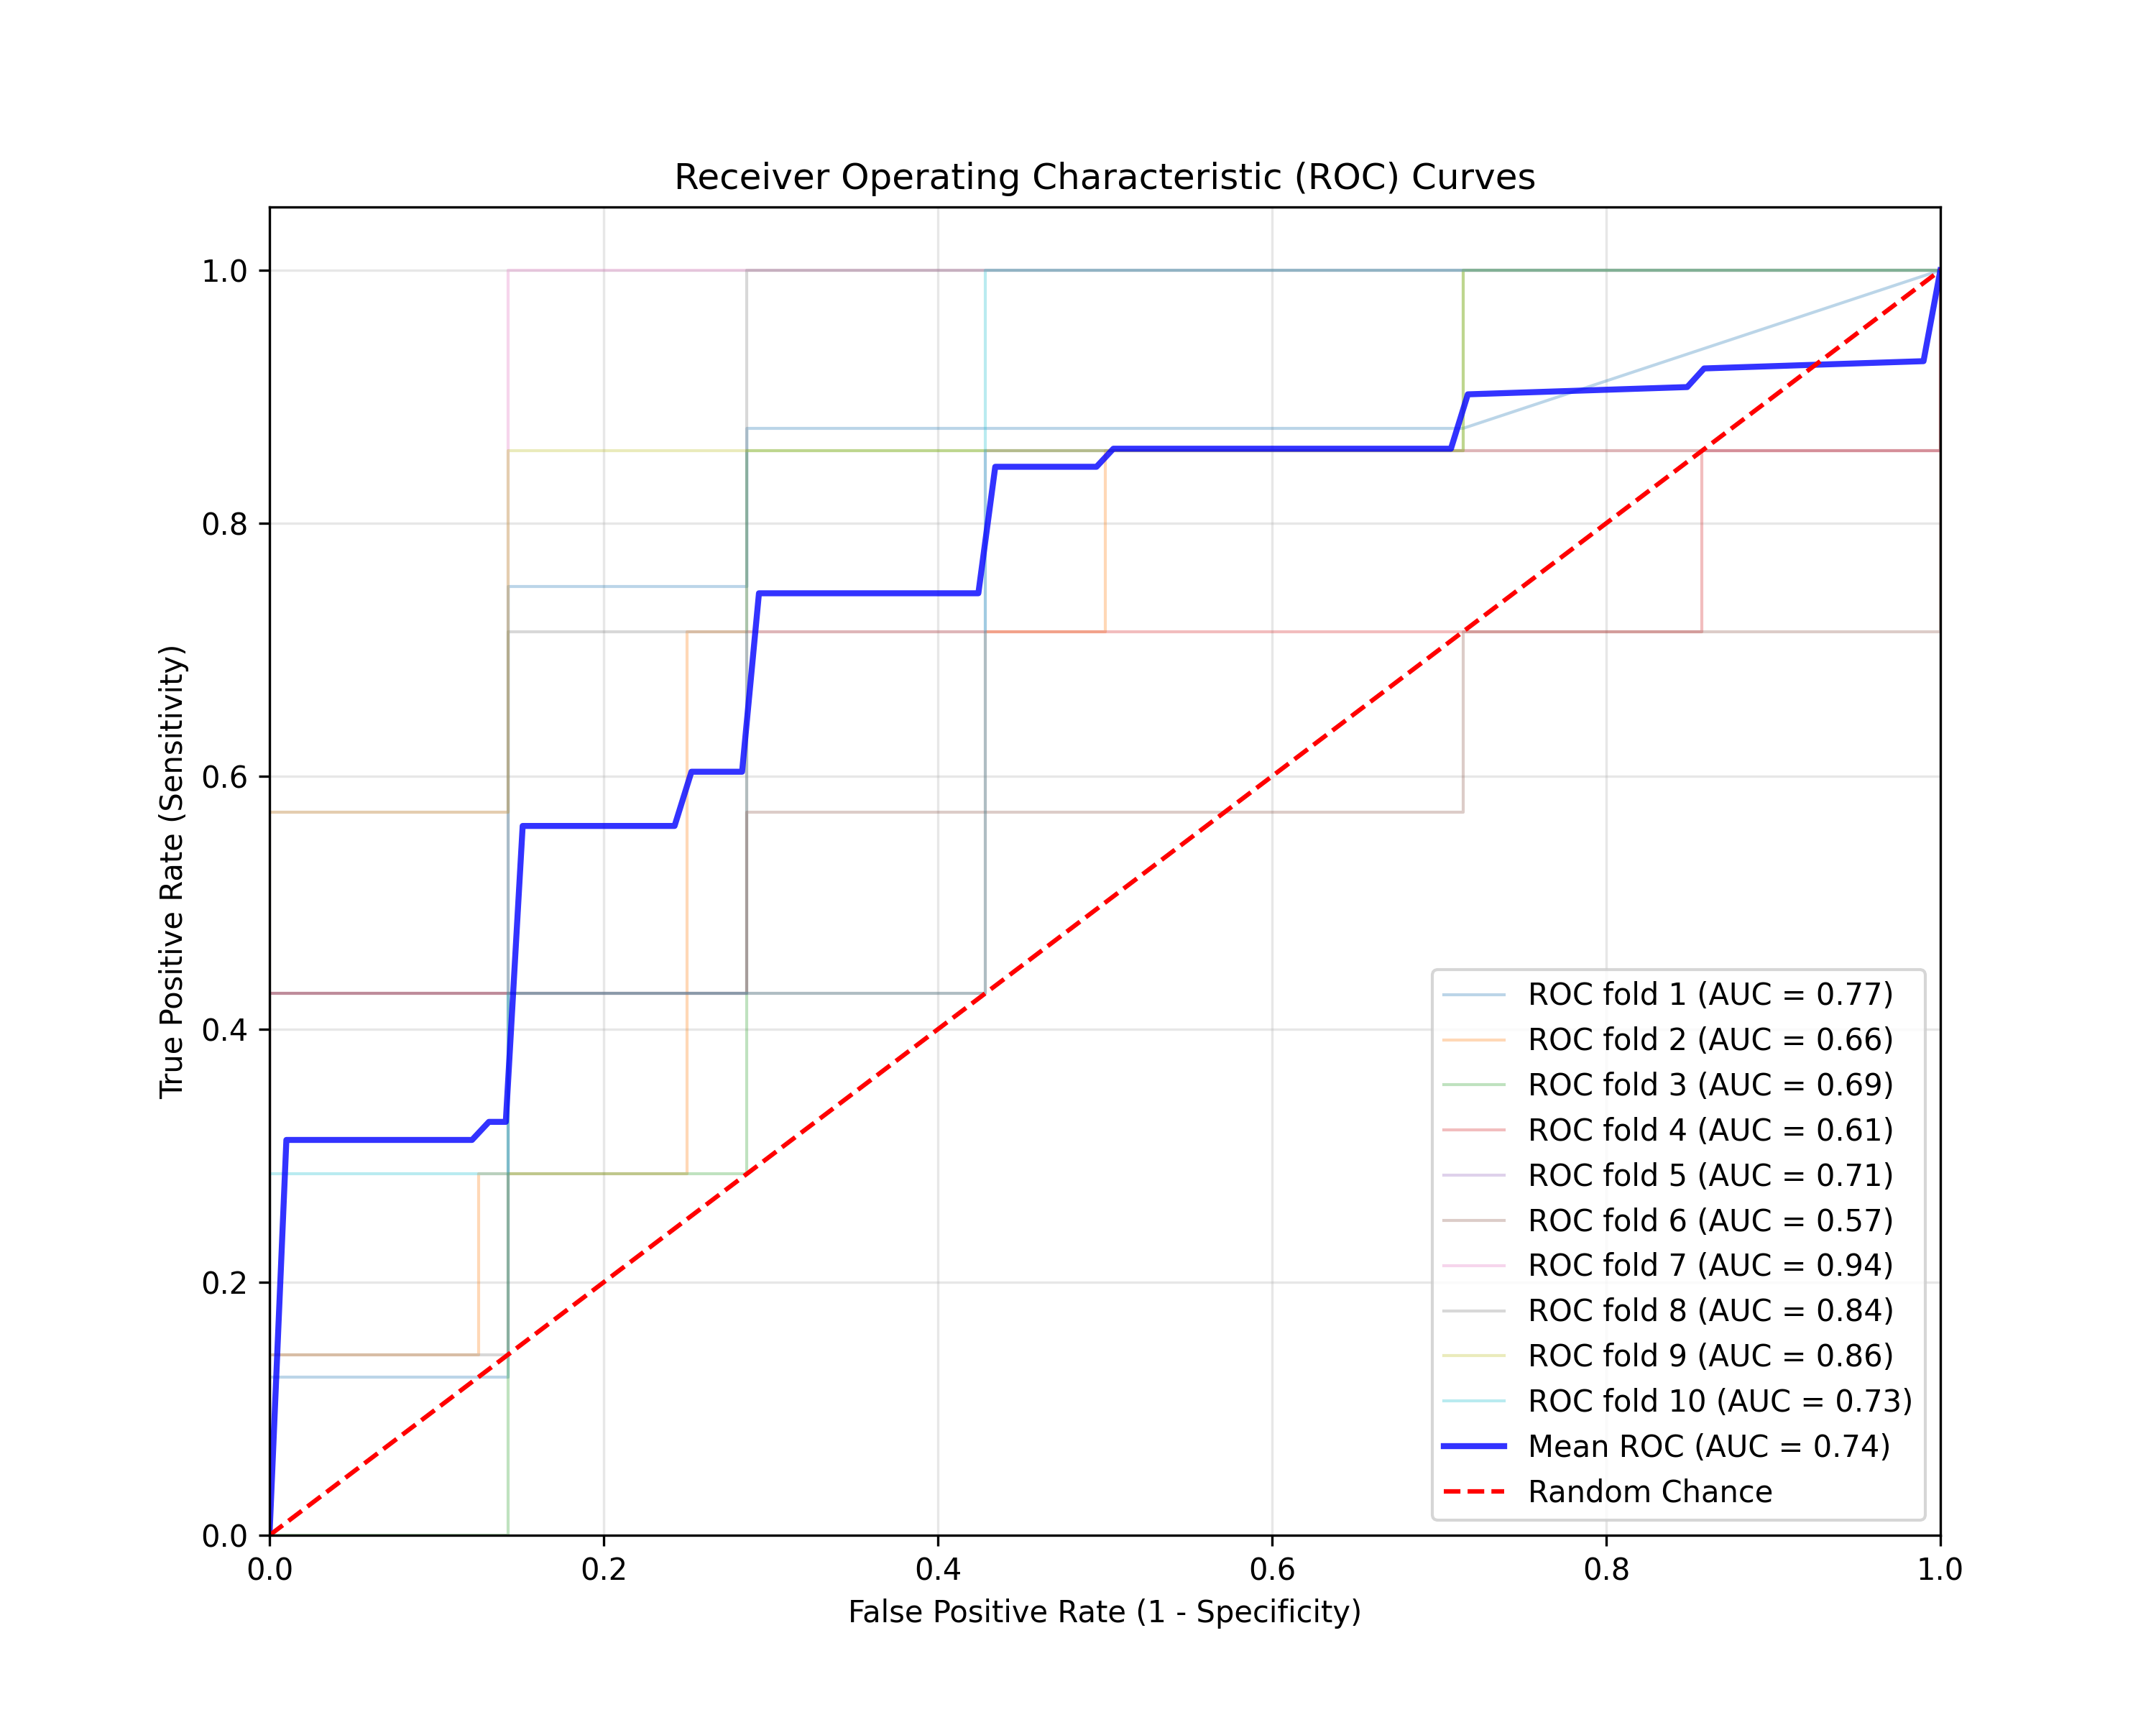 Receiver Operating Characteristic (ROC) Curves
1.0
0.8
0.6
0.4
0.2
0.0
True Positive Rate (Sensitivity)
ROC fold 1 (AUC = 0.77)
ROC fold 2 (AUC = 0.66)
ROC fold 3 (AUC = 0.69)
ROC fold 4 (AUC = 0.61)
ROC fold 5 (AUC = 0.71)
ROC fold 6 (AUC = 0.57)
ROC fold 7 (AUC = 0.94)
ROC fold 8 (AUC = 0.84)
ROC fold 9 (AUC = 0.86)
ROC fold 10 (AUC = 0.73)
Mean ROC (AUC = 0.74)
Random Chance
0.0 0.2 0.4 0.6 0.8 1.0
False Positive Rate (1 - Specificity)